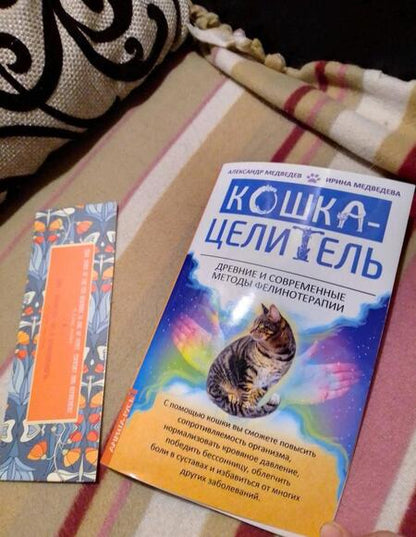 АЛЕКСАНДР МЕДВЕДЕВ ИРИНА МЕДВЕДЕВА
КОШКА-
ЦЕЛИТЕЛЬ
ДРЕВНИЕ И СОВРЕМЕННЫЕ
МЕТОДЫ ФЕЛИНОТЕРАПИИ
С помощью кошки вы сможете повысить
сопротивляемость организма,
нормализовать кровяное давление,
победить бессонницу, облегчить
боли в суставах и избавиться от многих
других заболеваний.